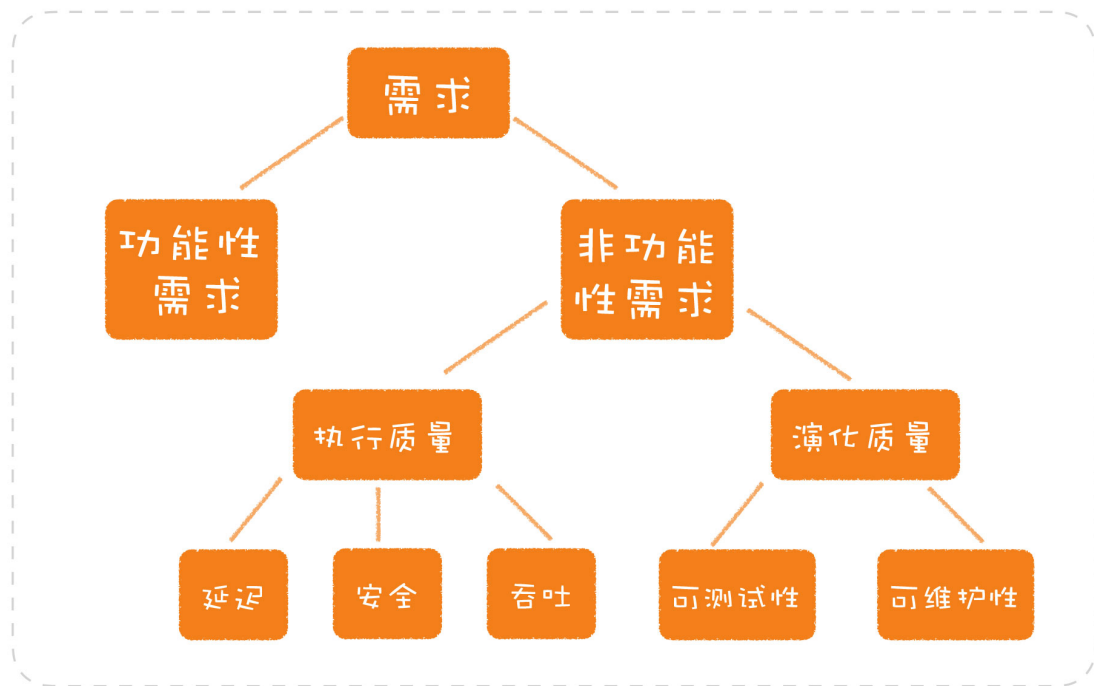 需求
功能性
需求
非功能
性需求
执行质量
演化质量
延迟
安全
吞吐
可测试性
可维护性